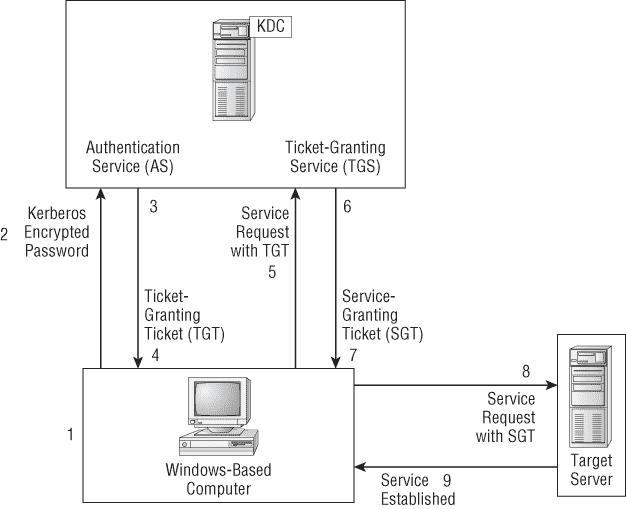 KDC
Authentication
Service (AS)
Ticket-Granting
Service (TGS)
2
Kerberos
Encrypted
Password
3
Service
Request
with TGT
5
6
Ticket-
Granting
Ticket (TGT)
4
Service-
Granting
Ticket (SGT)
7
1
Windows-Based
Computer
8
Service
Request
with SGT
Target
Server
Service 9
Established